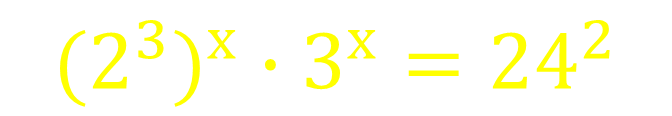 (2³)ˣ · 3ˣ = 24²